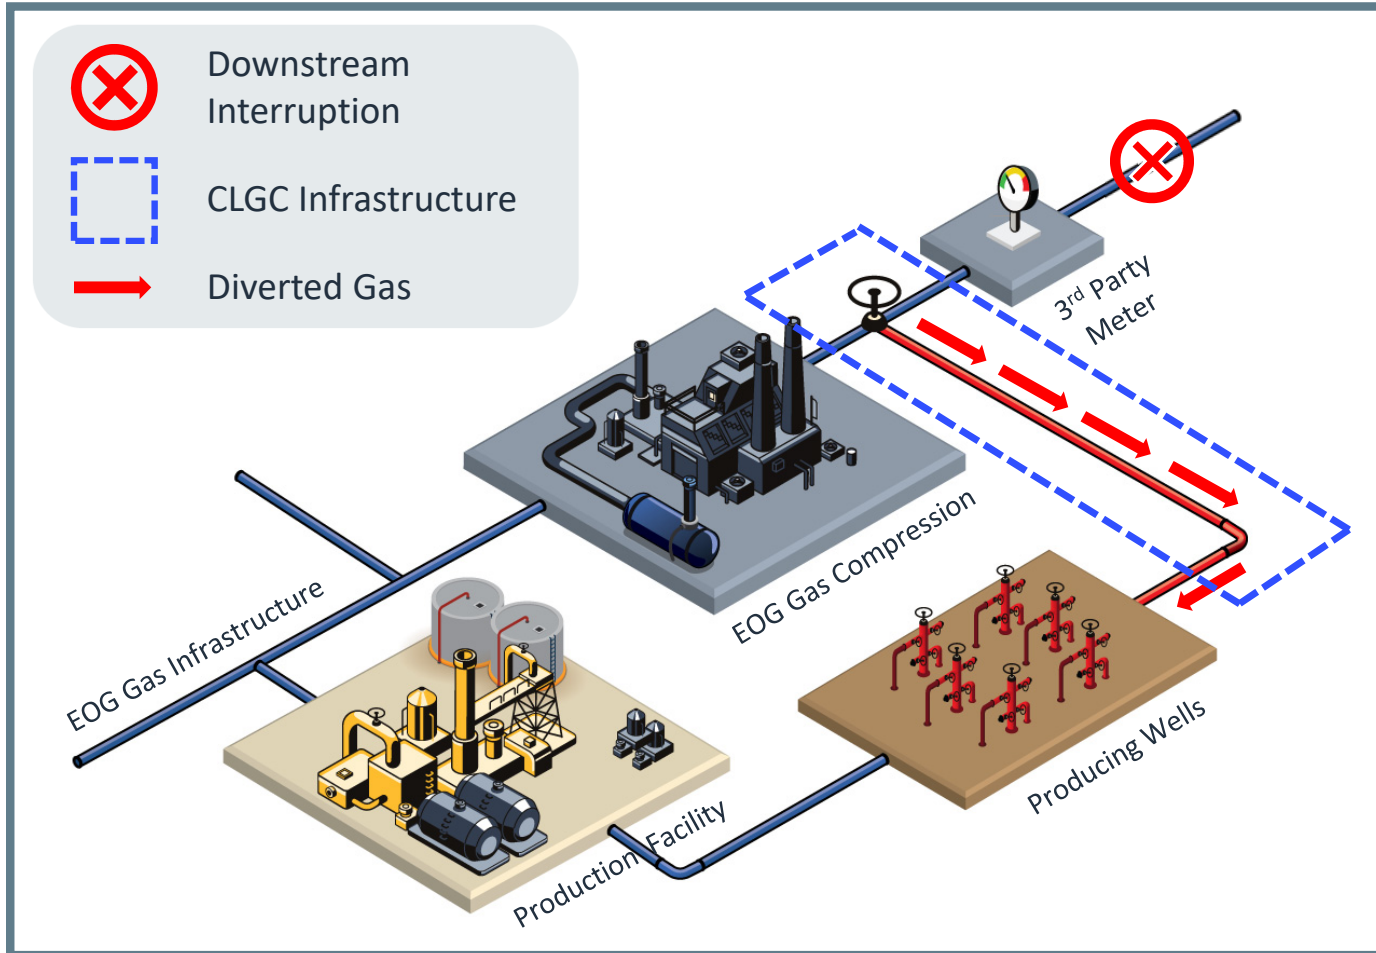 Downstream
Interruption
CLGC Infrastructure
Diverted Gas
3rd Party
Meter
EOG Gas Compression
EOG Gas Infrastructure
Producing Wells
Production Facility